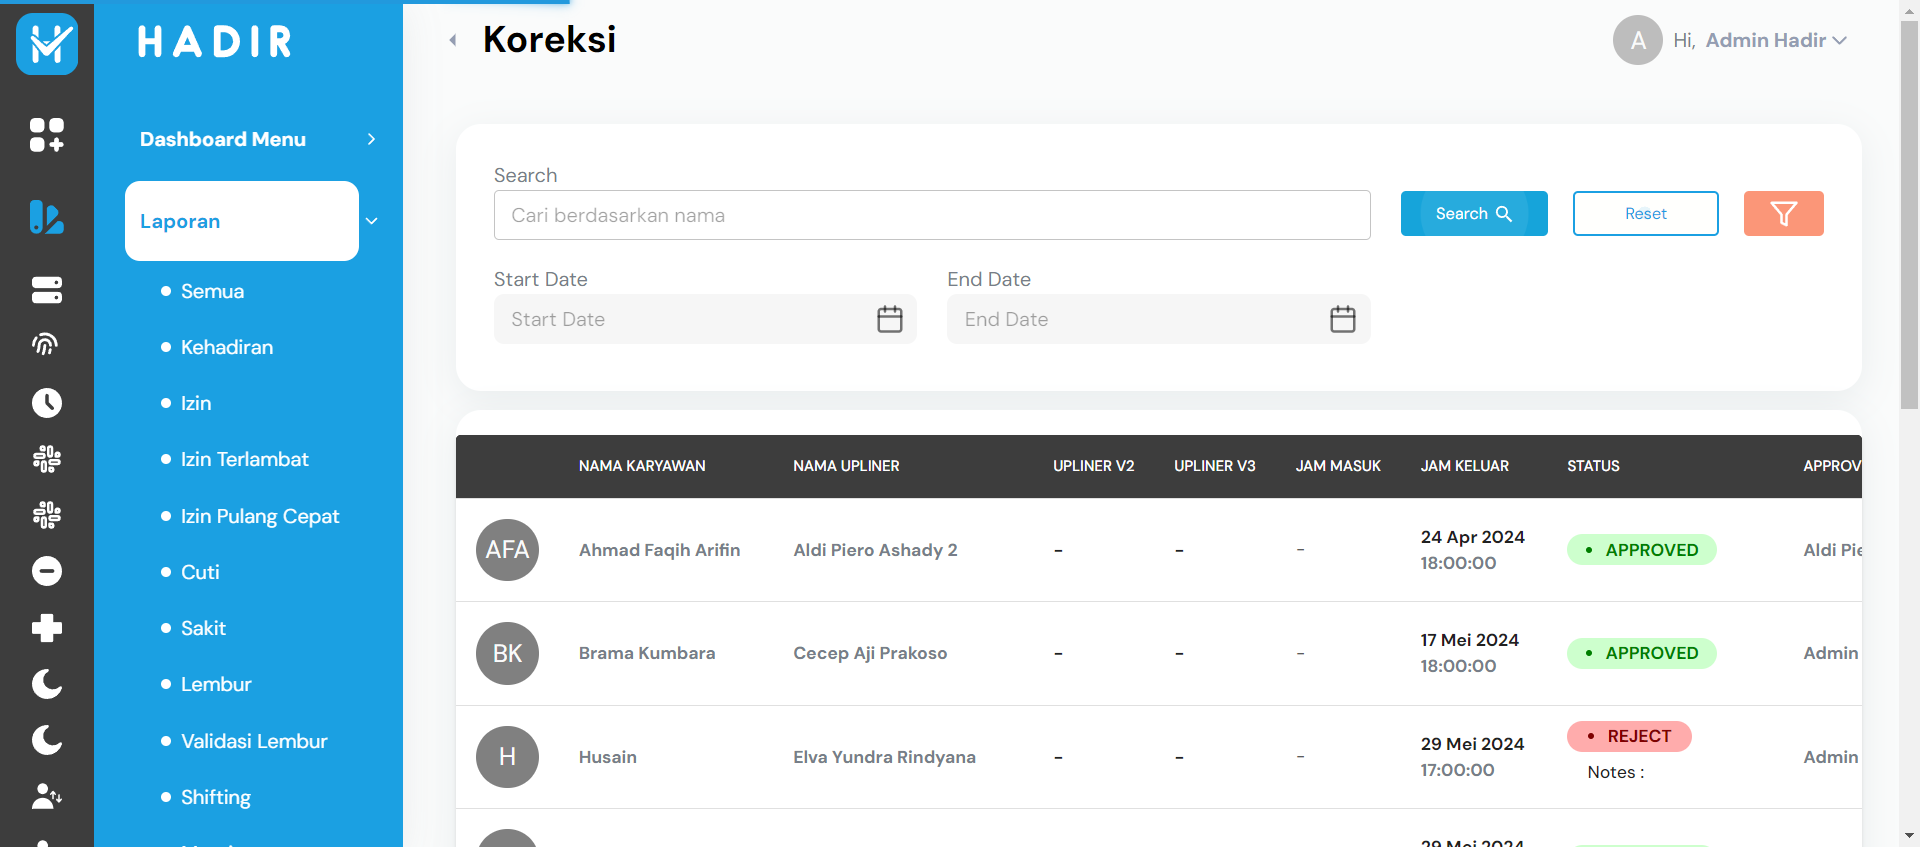 HADIR
Koreksi
A
Hi, Admin Hadir
Dashboard Menu
Laporan
Semua
Kehadiran
Izin
Izin Terlambat
Izin Pulang Cepat
Cuti
Sakit
Lembur
Validasi Lembur
Shifting
Search
Cari berdasarkan nama
Search
Reset
Start Date
End Date
Start Date
End Date
NAMA KARYAWAN NAMA UPLINER UPLINER V2 UPLINER V3 JAM MASUK JAM KELUAR STATUS APPROV
AFA Ahmad Faqih Arifin Aldi Piero Ashady 2 - - - 24 Apr 2024 18:00:00 • APPROVED Aldi Pie
BK Brama Kumbara Cecep Aji Prakoso - - - 17 Mei 2024 18:00:00 • APPROVED Admin
H Husain Elva Yundra Rindyana - - - 29 Mei 2024 17:00:00 • REJECT Admin
Notes :
29 Mei 2024